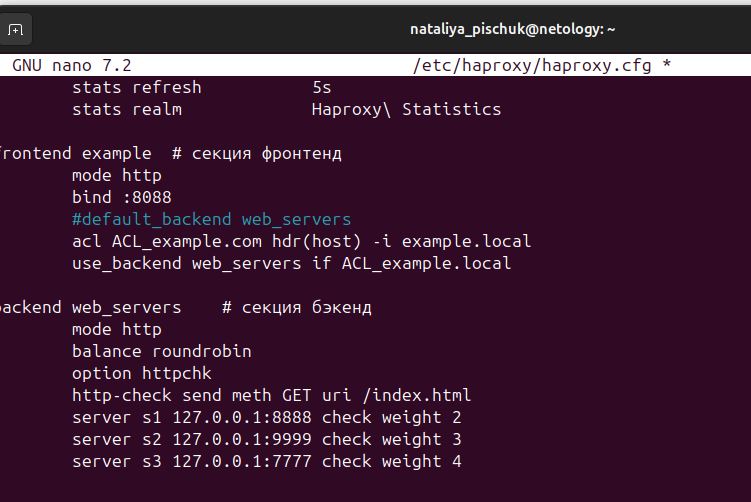 nataliya_pischuk@netology: ~
GNU nano 7.2 /etc/haproxy/haproxy.cfg *
stats refresh 5s
stats realm Haproxy\ Statistics
rontend example # секция фронтенд
mode http
bind :8088
#default_backend web_servers
acl ACL_example.com hdr(host) -i example.local
use_backend web_servers if ACL_example.local
ackend web_servers # секция бэкенд
mode http
balance roundrobin
option httpchk
http-check send meth GET uri /index.html
server s1 127.0.0.1:8888 check weight 2
server s2 127.0.0.1:9999 check weight 3
server s3 127.0.0.1:7777 check weight 4